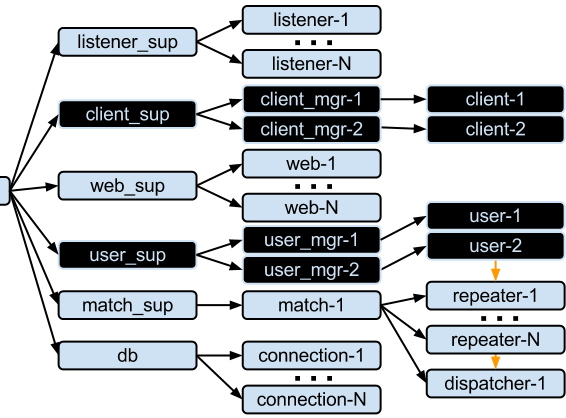 listener_sup
listener-1
...
listener-N
client_sup
client_mgr-1
client-1
client_mgr-2
client-2
web_sup
web-1
...
web-N
user_sup
user_mgr-1
user-1
user_mgr-2
user-2
match_sup
match-1
repeater-1
...
repeater-N
dispatcher-1
db
connection-1
...
connection-N